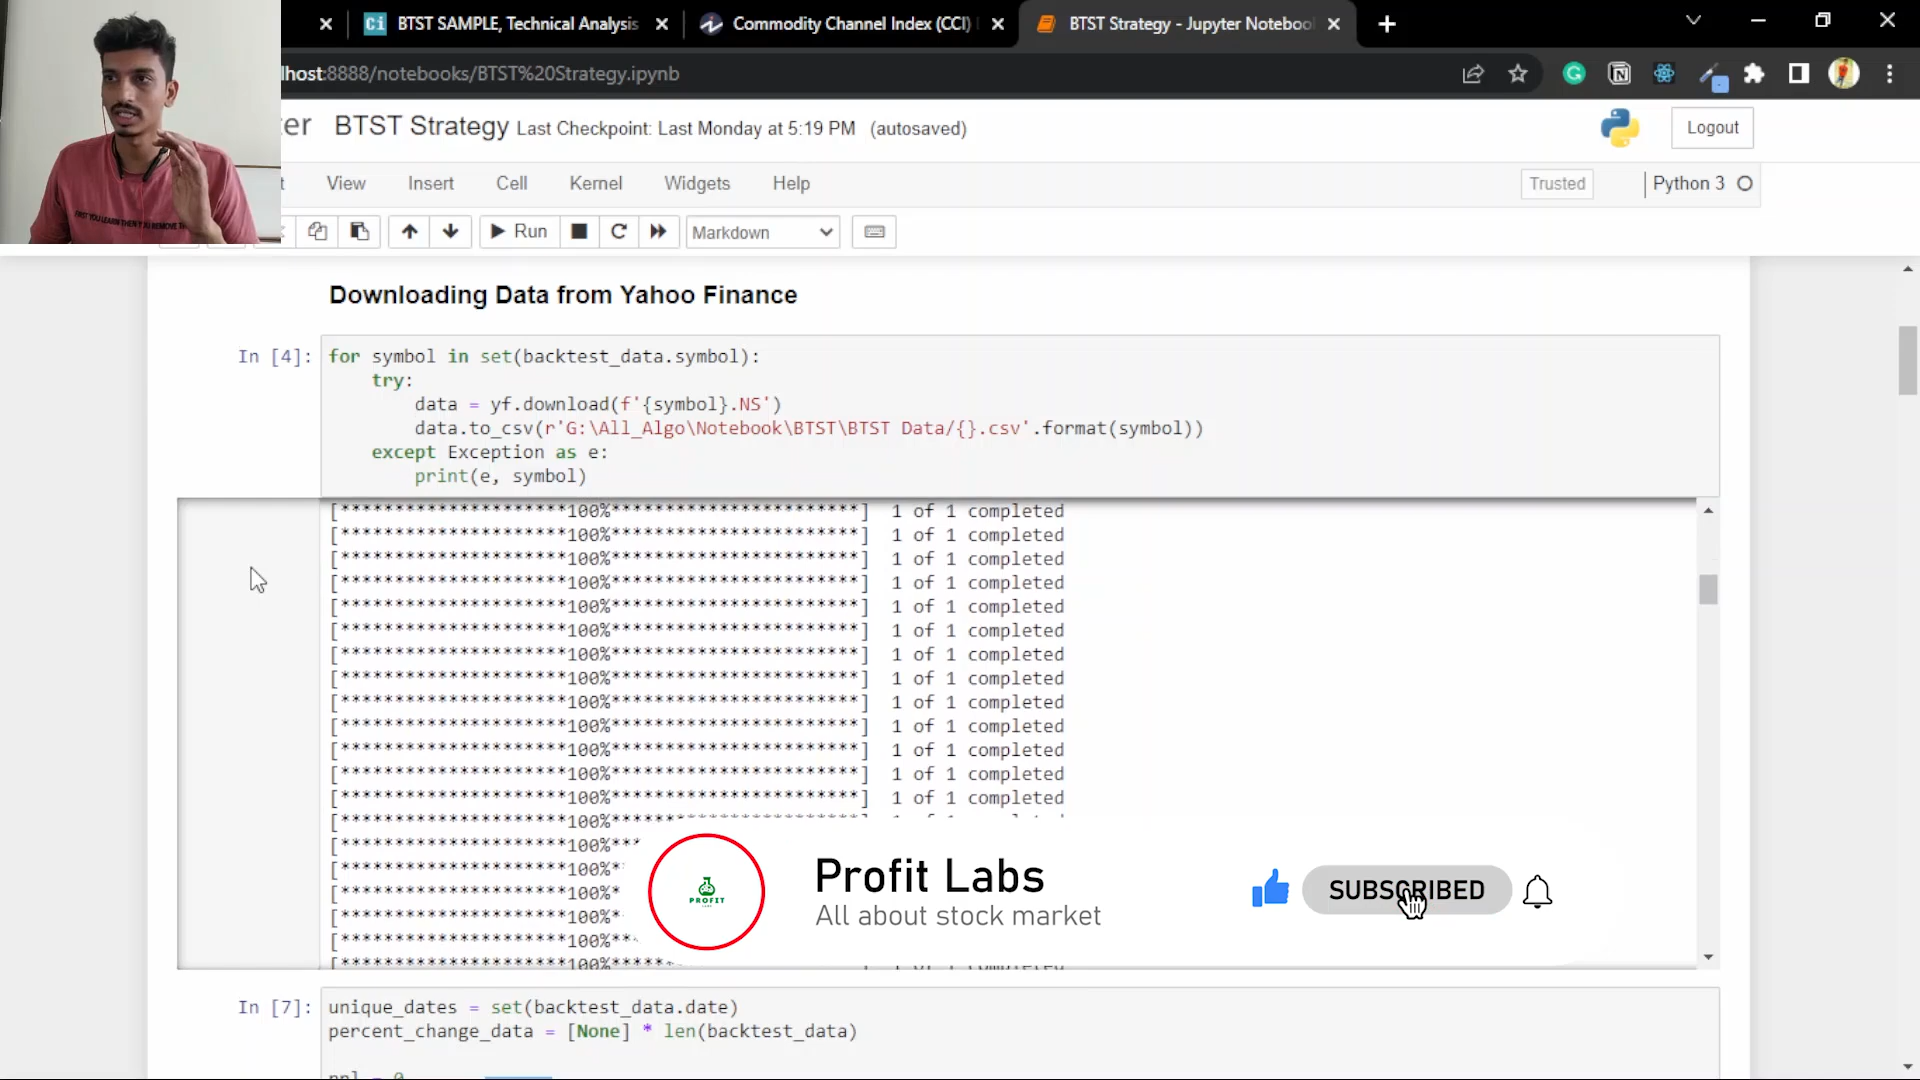 BTST SAMPLE, Technical Analysis
Commodity Channel Index (CCI)
BTST Strategy - Jupyter Noteboo
lhost:8888/notebooks/BTST%20Strategy.ipynb
er BTST Strategy Last Checkpoint: Last Monday at 5:19 PM (autosaved)
Logout
t View Insert Cell Kernel Widgets Help
Trusted
Python 3
Run
Markdown
Downloading Data from Yahoo Finance
In [4]:
for symbol in set(backtest_data.symbol):
try:
data = yf.download(f'{symbol}.NS')
data.to_csv(r'G:\All_Algo\Notebook\BTST\BTST Data/{}.csv'.format(symbol))
except Exception as e:
print(e, symbol)
[*********************100%***********************] 1 of 1 completed
[*********************100%***********************] 1 of 1 completed
[*********************100%***********************] 1 of 1 completed
[*********************100%***********************] 1 of 1 completed
[*********************100%***********************] 1 of 1 completed
[*********************100%***********************] 1 of 1 completed
[*********************100%***********************] 1 of 1 completed
[*********************100%***********************] 1 of 1 completed
[*********************100%***********************] 1 of 1 completed
[*********************100%***********************] 1 of 1 completed
[*********************100%***********************] 1 of 1 completed
[*********************100%***********************] 1 of 1 completed
[*********************100%***********************] 1 of 1 completed
[*********************100%***
[*********************100%***
[*********************100%*
[*********************100%*
[*********************100%*
[*********************100%**
[*********************100%*****
PROFIT
Profit Labs
All about stock market
SUBSCRIBED
In [7]:
unique_dates = set(backtest_data.date)
percent_change_data = [None] * len(backtest_data)